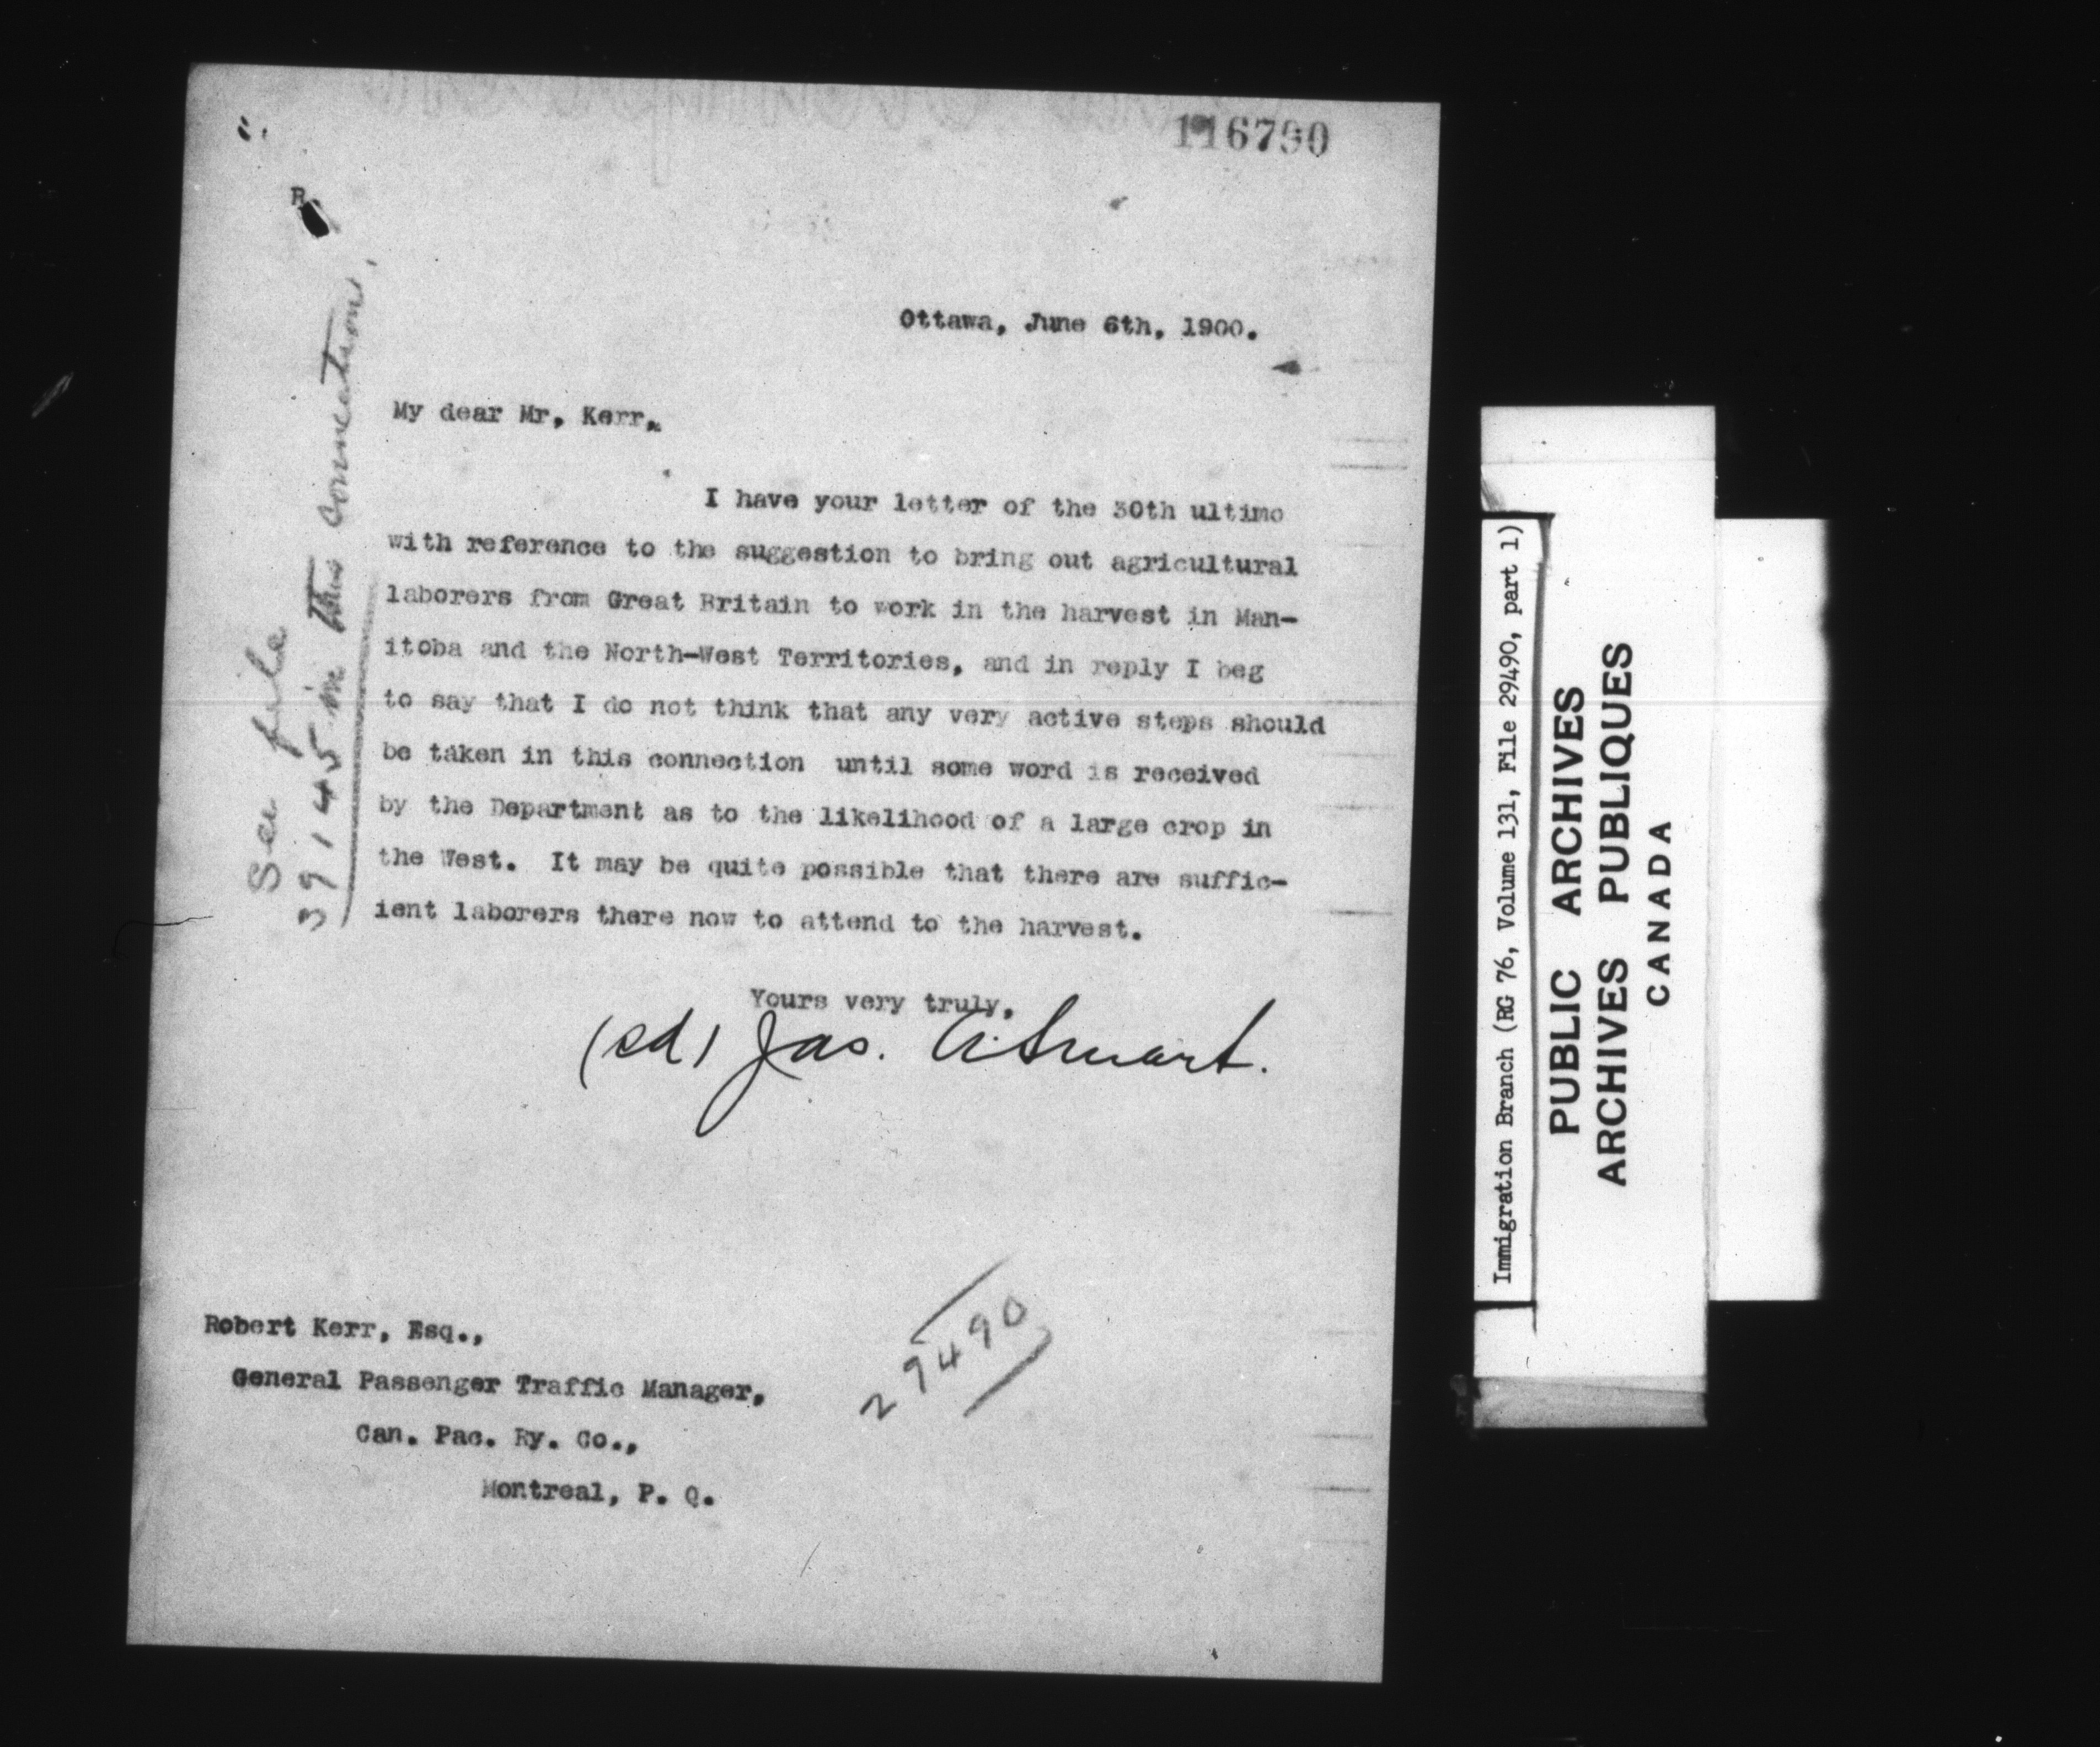 116790
R.
Ottawa, June 6th, 1900.
My dear Mr, Kerr,
I have your letter of the 30th ultimo
with reference to the suggestion to bring out agricultural
laborers from Great Britain to work in the harvest in Man-
itoba and the North-West Territories, and in reply I beg
to say that I do not think that any very active steps should
be taken in this connection until some word is received
by the Department as to the likelihood of a large crop in
the West. It may be quite possible that there are suffic-
ient laborers there now to attend to the harvest.
Yours very truly,
(sd) Jas. A Smart.
See file
39145 in this connection,
29490
Robert Kerr, Esq.,
General Passenger Traffic Manager,
Can. Pac. Ry. Co.,
Montreal, P. Q.
Immigration Branch (RG 76, Volume 131, File 29490, part 1)
PUBLIC ARCHIVES
ARCHIVES PUBLIQUES
CANADA